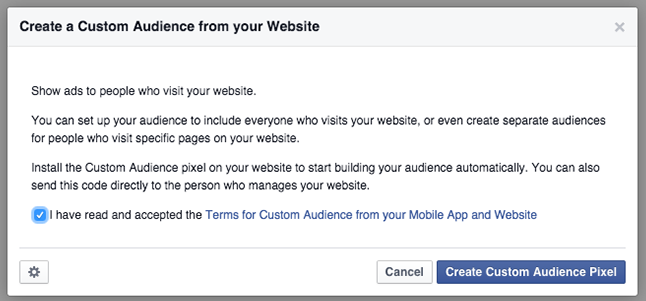 Create a Custom Audience from your Website
Show ads to people who visit your website.
You can set up your audience to include everyone who visits your website, or even create separate audiences
for people who visit specific pages on your website.
Install the Custom Audience pixel on your website to start building your audience automatically. You can also
send this code directly to the person who manages your website.
I have read and accepted the Terms for Custom Audience from your Mobile App and Website
Cancel
Create Custom Audience Pixel